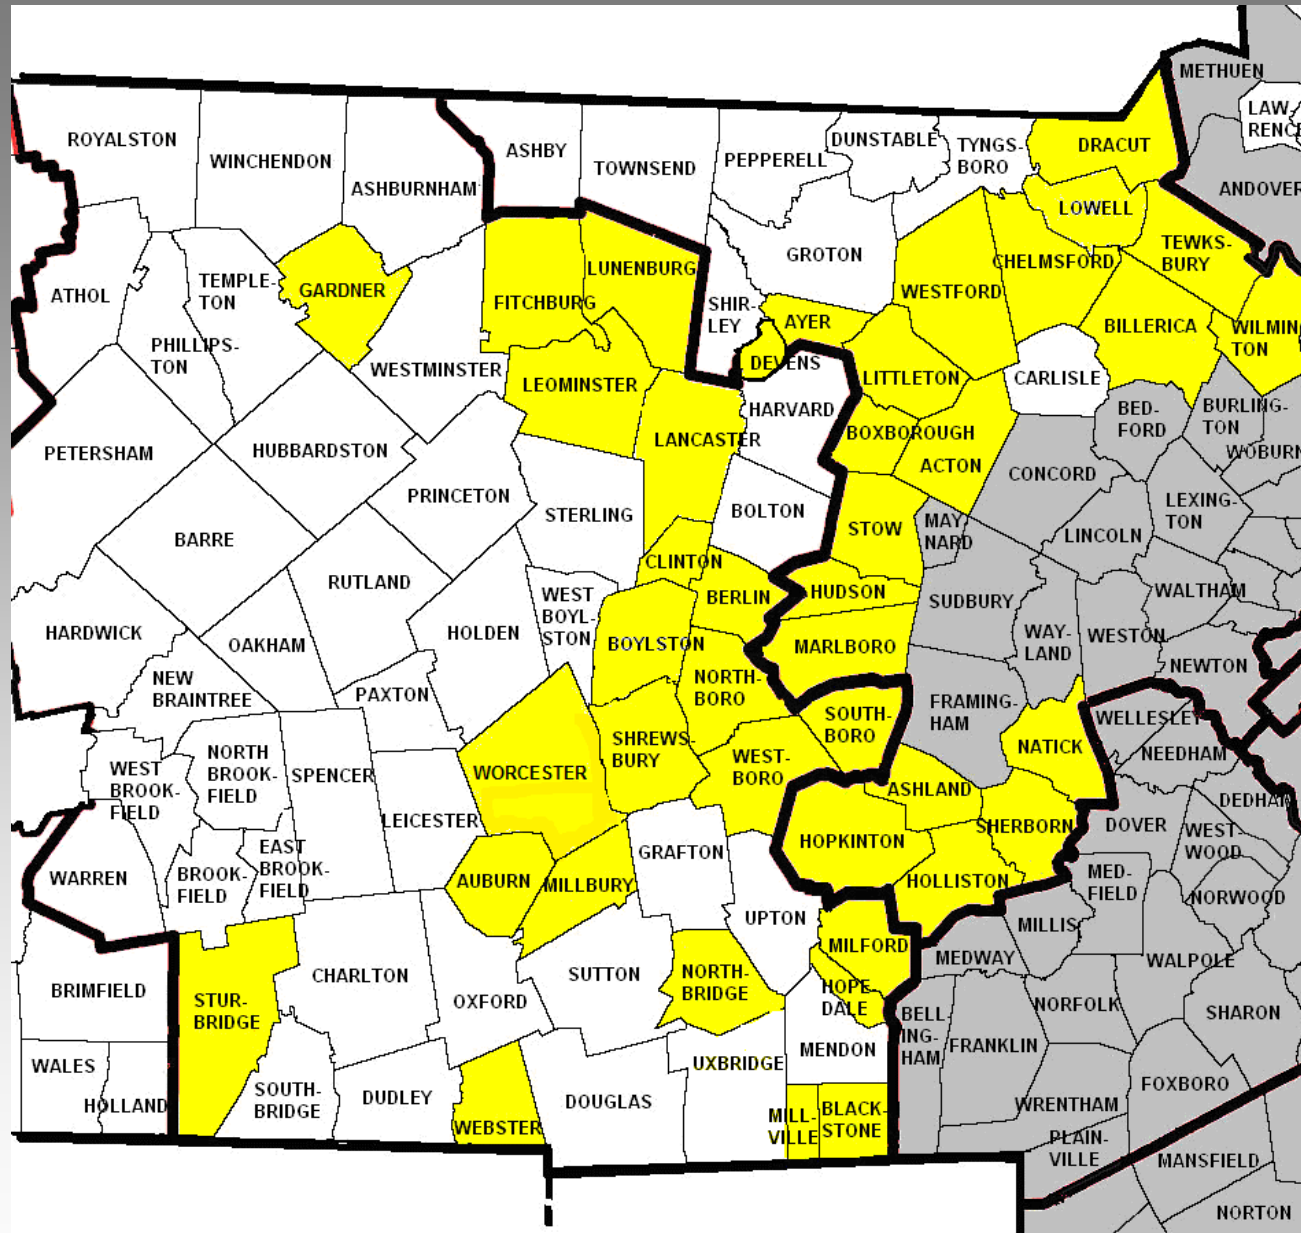 METHUEN
LAW-
RENCE
ROYALSTON
WINCHENDON
ASHBURNHAM
ASHBY
TOWNSEND
PEPPERELL
DUNSTABLE
TYNGS-
BORO
DRACUT
ANDOVER
LOWELL
ATHOL
TEMPLE-
TON
GARDNER
FITCHBURG
LUNENBURG
GROTON
WESTFORD
CHELMSFORD
TEWKS-
BURY
SHIR-
LEY
AYER
BILLERICA
WILMIN
TON
PHILLIPS-
TON
WESTMINSTER
LEOMINSTER
DEVENS
LITTLETON
CARLISLE
HARVARD
BED-
FORD
BURLING-
TON
WOBURN
PETERSHAM
HUBBARDSTON
LANCASTER
BOXBOROUGH
ACTON
CONCORD
PRINCETON
STERLING
BOLTON
STOW
MAY
NARD
LEXING-
TON
LINCOLN
BARRE
RUTLAND
CLINTON
WEST
BOYL-
STON
BERLIN
HUDSON
SUDBURY
WALTHAM
HARDWICK
OAKHAM
HOLDEN
BOYLSTON
MARLBORO
WAY-
LAND
WESTON
NEWTON
NEW
BRAINTREE
PAXTON
NORTH-
BORO
SOUTH-
BORO
FRAMING-
HAM
WELLESLEY
NEEDHAM
NATICK
WEST
BROOK-
FIELD
NORTH
BROOK-
FIELD
SPENCER
WORCESTER
SHREWS-
BURY
WEST-
BORO
ASHLAND
DEDHAM
LEICESTER
HOPKINTON
SHERBORN
DOVER
WEST-
WOOD
WARREN
BROOK-
FIELD
EAST
BROOK-
FIELD
AUBURN
MILLBURY
GRAFTON
HOLLISTON
MED-
FIELD
NORWOOD
UPTON
MILFORD
MILLIS
MEDWAY
WALPOLE
BRIMFIELD
STUR-
BRIDGE
CHARLTON
OXFORD
SUTTON
NORTH-
BRIDGE
HOPE
DALE
BELL-
ING-
HAM
NORFOLK
SHARON
FRANKLIN
MENDON
WALES
HOLLAND
SOUTH-
BRIDGE
DUDLEY
WEBSTER
DOUGLAS
UXBRIDGE
MILL-
VILLE
BLACK-
STONE
WRENTHAM
FOXBORO
PLAIN-
VILLE
MANSFIELD
NORTON